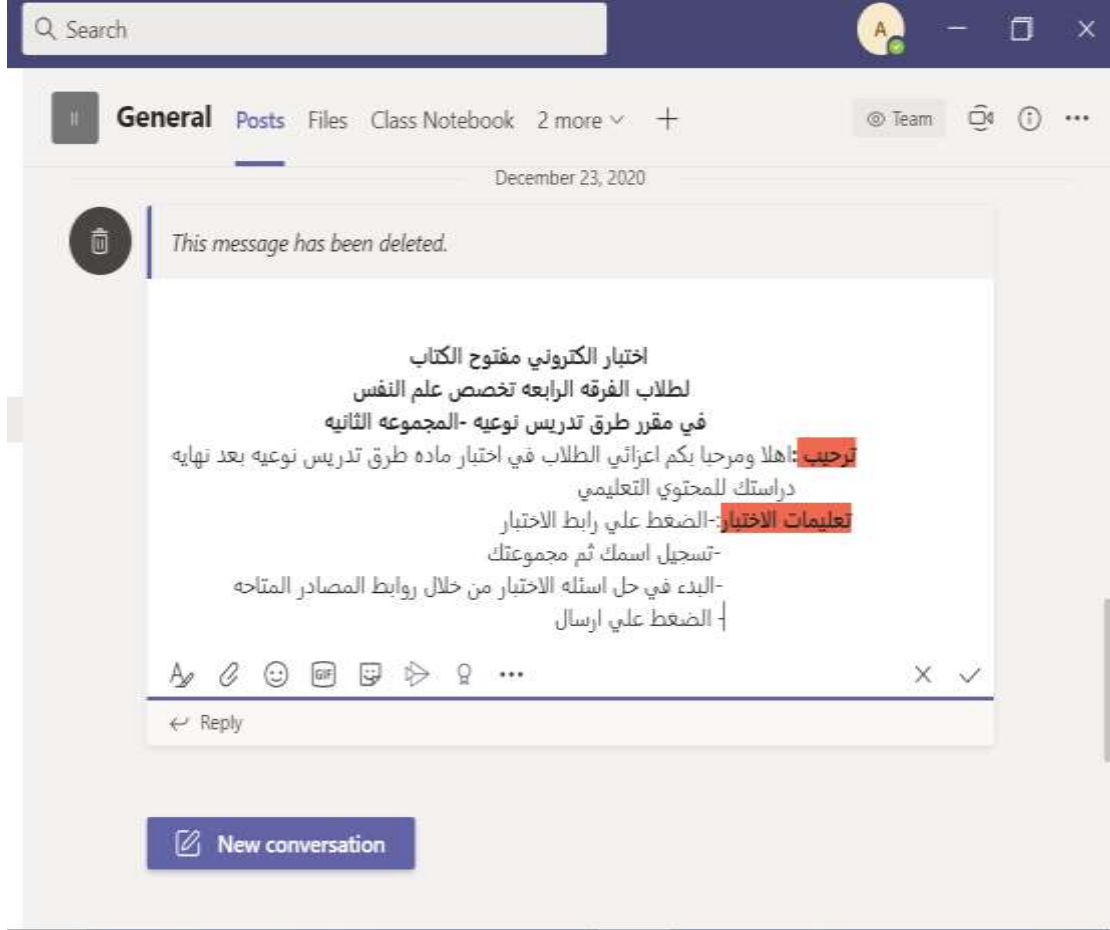 Search
A
General Posts Files Class Notebook 2 more +
Team
December 23, 2020
This message has been deleted.
اختبار الكتروني مفتوح الكتاب
لطلاب الفرقه الرابعه تخصص علم النفس
في مقرر طرق تدريس نوعيه -المجموعه الثانيه
ترحيب :اهلا ومرحبا بكم اعزائي الطلاب في اختبار ماده طرق تدريس نوعيه بعد نهايه
دراستك للمحتوي التعليمي
تعليمات الاختبار:-الضغط علي رابط الاختبار
-تسجيل اسمك ثم مجموعتك
-البدء في حل اسئله الاختبار من خلال روابط المصادر المتاحه
- الضغط علي ارسال
GIF
Reply
New conversation